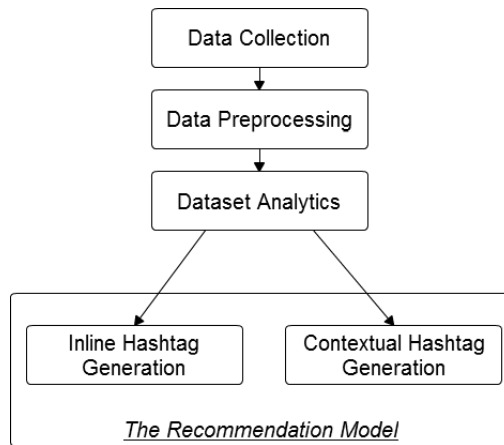 Data Collection
Data Preprocessing
Dataset Analytics
Inline Hashtag
Generation
Contextual Hashtag
Generation
The Recommendation Model